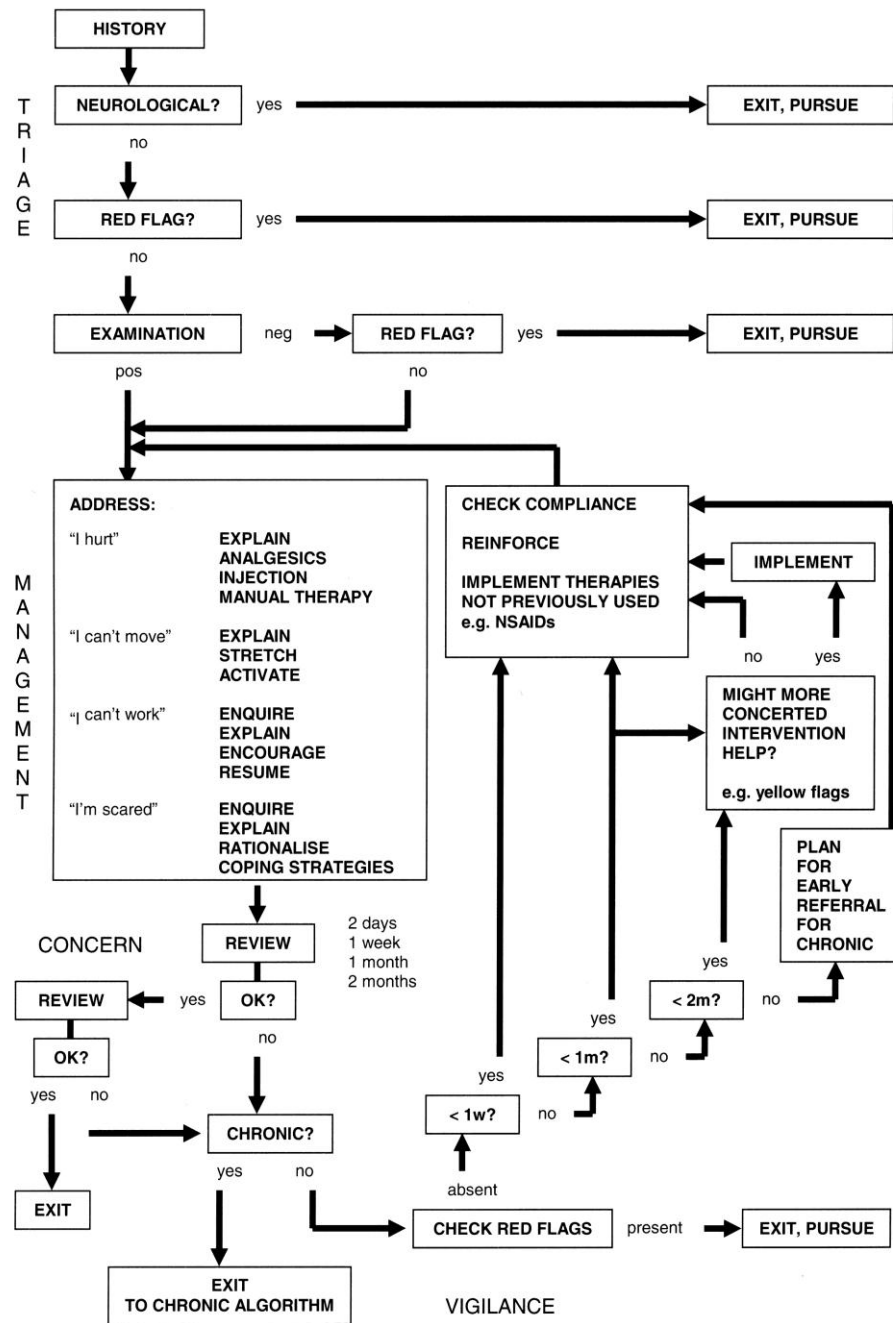 HISTORY
TRIAGE
NEUROLOGICAL?
yes
EXIT, PURSUE
no
RED FLAG?
yes
EXIT, PURSUE
no
EXAMINATION
neg
RED FLAG?
yes
EXIT, PURSUE
pos
no
MANAGEMENT
ADDRESS:
“I hurt”
EXPLAIN
ANALGESICS
INJECTION
MANUAL THERAPY
“I can’t move”
EXPLAIN
STRETCH
ACTIVATE
“I can’t work”
ENQUIRE
EXPLAIN
ENCOURAGE
RESUME
“I’m scared”
ENQUIRE
EXPLAIN
RATIONALISE
COPING STRATEGIES
CHECK COMPLIANCE
REINFORCE
IMPLEMENT THERAPIES
NOT PREVIOUSLY USED
e.g. NSAIDs
IMPLEMENT
no
yes
MIGHT MORE
CONCERTED
INTERVENTION
HELP?
e.g. yellow flags
PLAN
FOR
EARLY
REFERRAL
FOR
CHRONIC
REVIEW
2 days
1 week
1 month
2 months
CONCERN
REVIEW
yes
OK?
OK?
no
yes
no
yes
< 2m?
no
yes
< 1m?
no
yes
< 1w?
no
CHRONIC?
yes
no
absent
EXIT
CHECK RED FLAGS
present
EXIT, PURSUE
EXIT
TO CHRONIC ALGORITHM
VIGILANCE